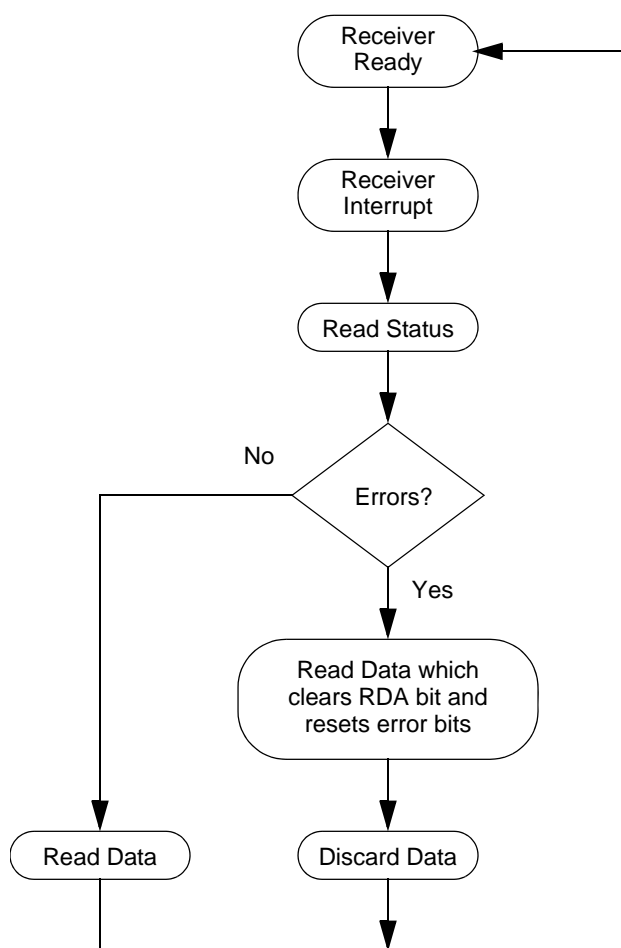 Receiver
Ready
Receiver
Interrupt
Read Status
No
Errors?
Yes
Read Data which
clears RDA bit and
resets error bits
Read Data
Discard Data